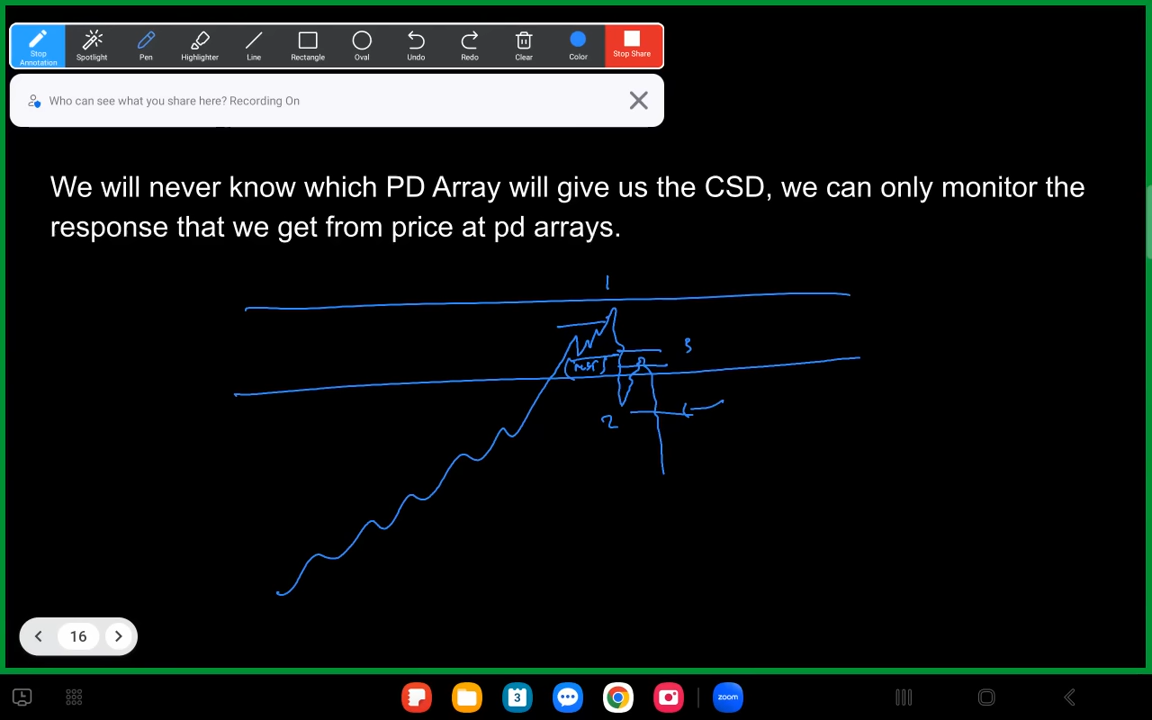 Stop Annotation
Spotlight
Pen
Highlighter
Line
Rectangle
Oval
Undo
Redo
Clear
Color
Stop Share
Who can see what you share here? Recording On
We will never know which PD Array will give us the CSD, we can only monitor the
response that we get from price at pd arrays.
1
3
2
16
3
zoom